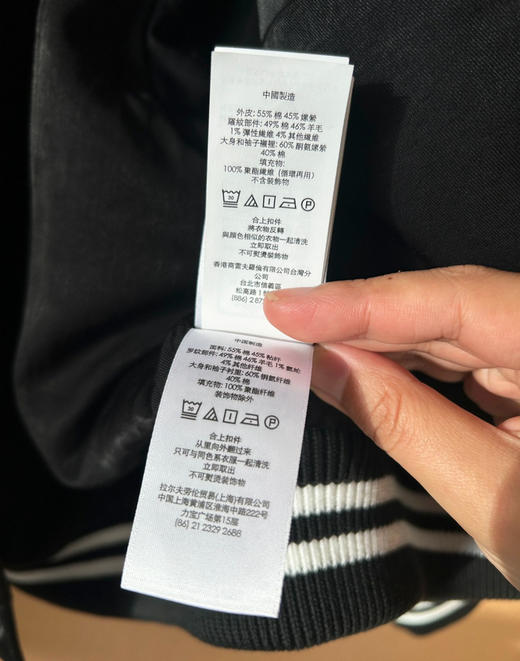 中國製造
外皮: 55% 棉 45% 嫘縈
羅紋部件: 49% 棉 46% 羊毛
1% 彈性纖維 4% 其他纖維
大身和袖子襯裡: 60% 銅氨嫘縈
40% 棉
填充物:
100% 聚酯纖維 (循環再用)
不含裝飾物
30
P
合上扣件
將衣物反轉
與顏色相似的衣物一起清洗
立即取出
不可熨燙裝飾物
香港商雷夫羅倫有限公司台灣分
公司
台北市信義區
松高路 1
(886) 2 87
中国制造
面料: 55% 棉 45% 粘纤
罗纹部件: 49% 棉 46% 羊毛 1% 氨纶
4% 其他纤维
大身和袖子衬里: 60% 铜氨纤维
40% 棉
填充物: 100% 聚酯纤维
装饰物除外
30
P
合上扣件
从里向外翻过来
只可与同色系衣服一起清洗
立即取出
不可熨烫装饰物
拉尔夫劳伦贸易(上海)有限公司
中国上海黄浦区淮海中路222号
力宝广场第15层
(86) 21 2329 2688